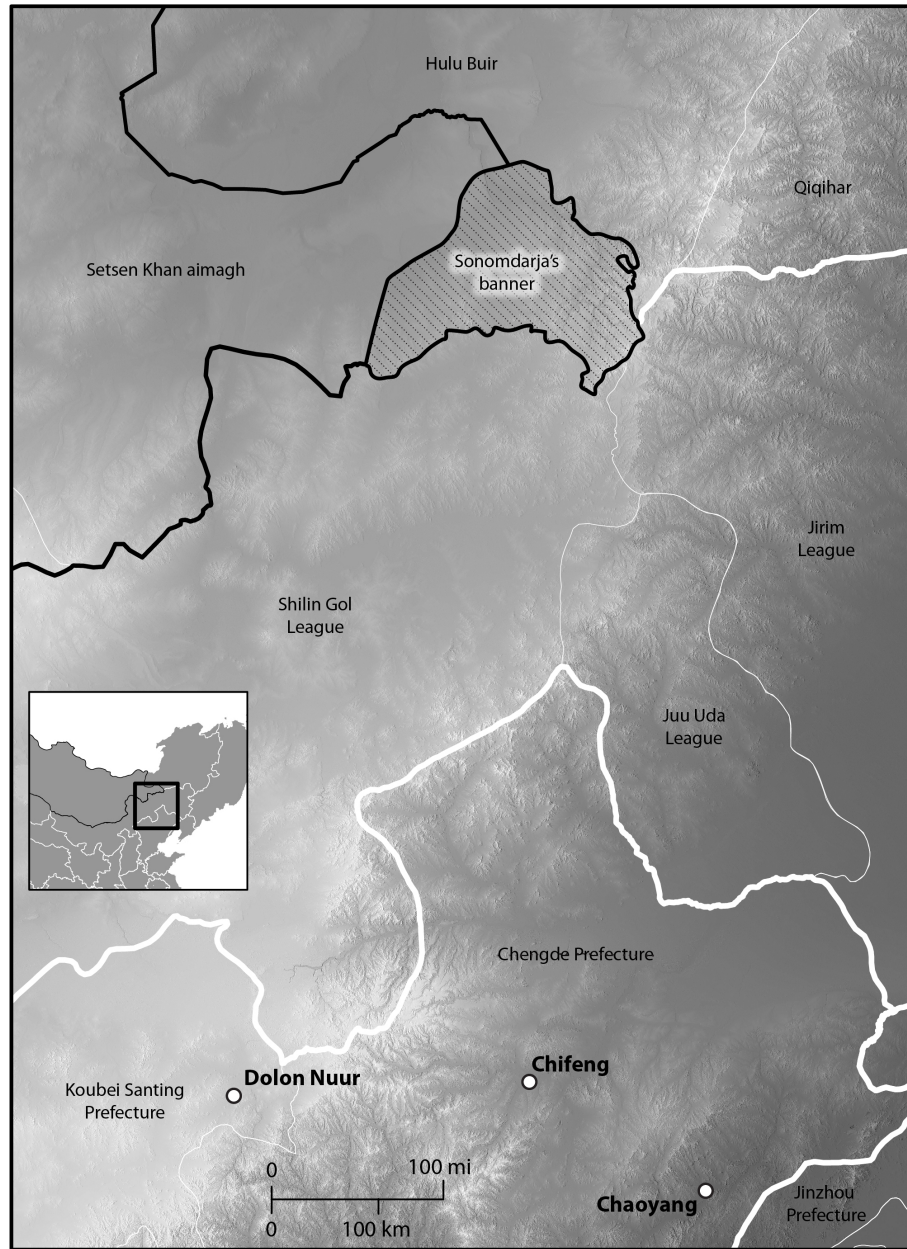 Hulu Buir
Qiqihar
Setsen Khan aimagh
Sonomdarja's
banner
Jirim
League
Shilin Gol
League
Juu Uda
League
Chengde Prefecture
Dolon Nuur
Chifeng
Koubei Santing
Prefecture
0
100 mi
0
100 km
Chaoyang
Jinzhou
Prefecture